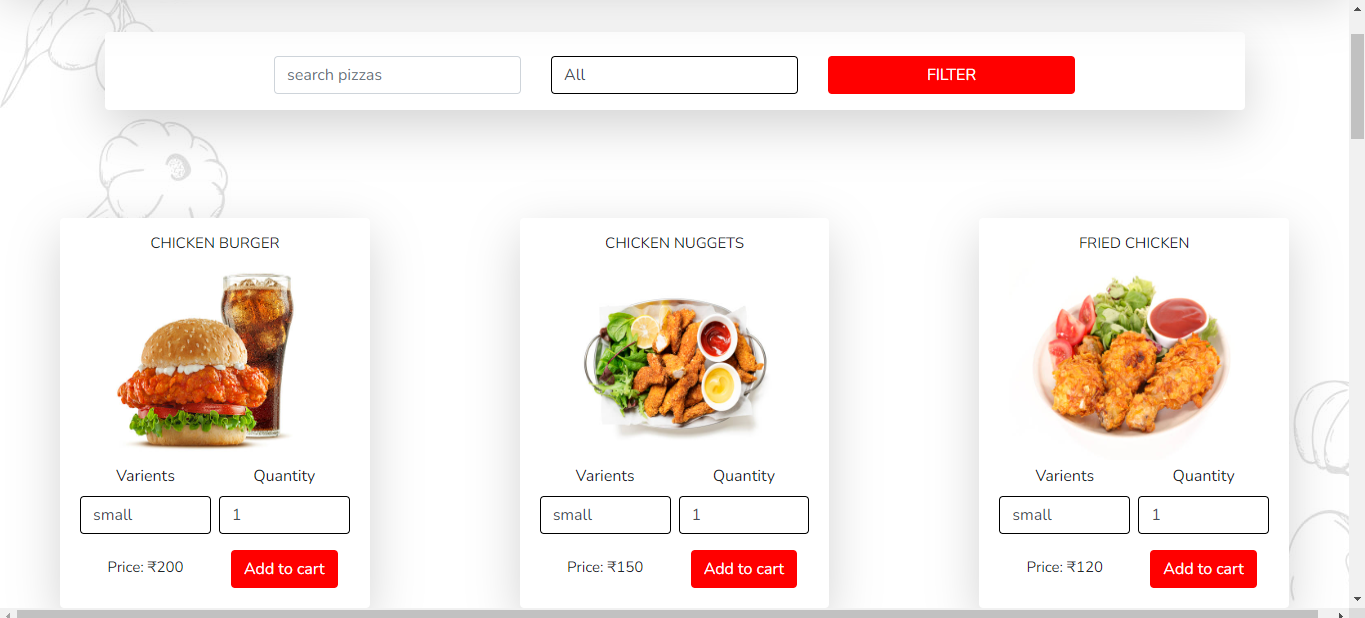 search pizzas All FILTER
CHICKEN BURGER
Varients Quantity
small 1
Price: ₹200 Add to cart
CHICKEN NUGGETS
Varients Quantity
small 1
Price: ₹150 Add to cart
FRIED CHICKEN
Varients Quantity
small 1
Price: ₹120 Add to cart